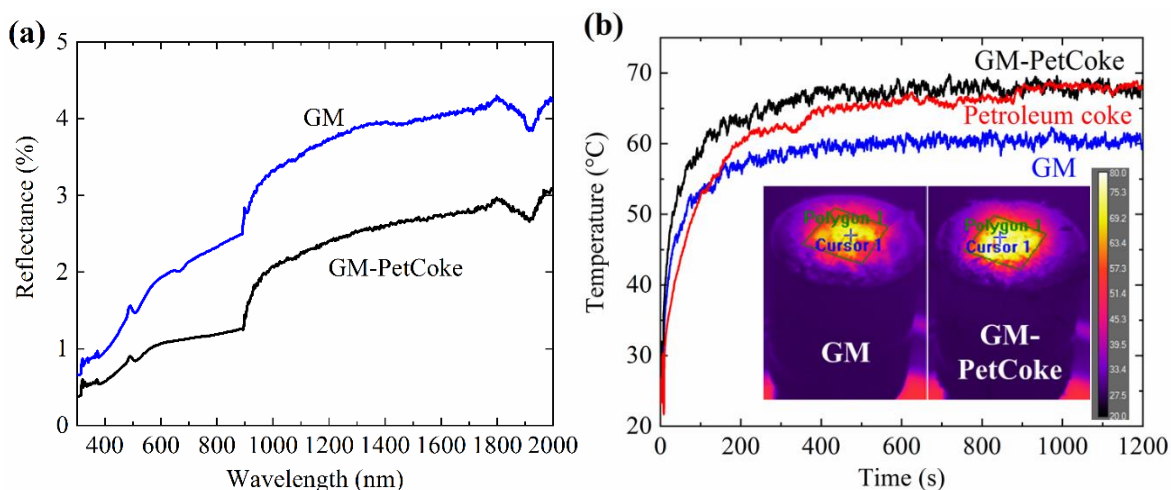 (a)
5
4
3
2
1
0
Reflectance (%)
GM
GM-PetCoke
400 600 800 1000 1200 1400 1600 1800 2000
Wavelength (nm)
(b)
70
60
50
40
30
20
Temperature (°C)
GM-PetCoke
Petroleum coke
GM
Polygon 1
Cursor 1
GM
Polygon 1
Cursor 1
GM-
PetCoke
80.0
75.3
69.2
63.4
57.3
51.3
45.3
39.5
33.4
27.5
20.0
0 200 400 600 800 1000 1200
Time (s)